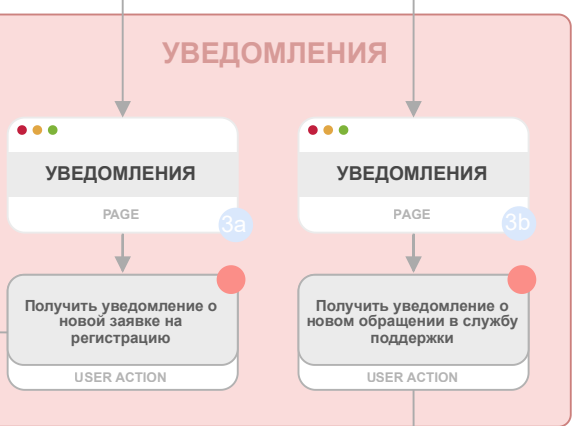 УВЕДОМЛЕНИЯ
УВЕДОМЛЕНИЯ
PAGE
3a
Получить уведомление о
новой заявке на
регистрацию
USER ACTION
УВЕДОМЛЕНИЯ
PAGE
3b
Получить уведомление о
новом обращении в службу
поддержки
USER ACTION